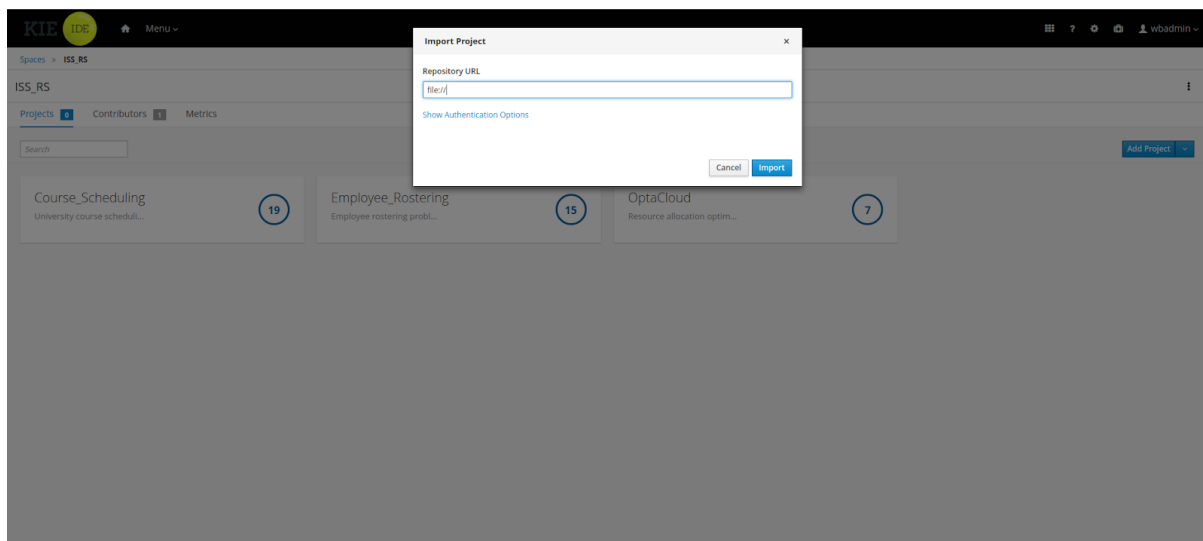 KIE IDE Menu
? wbadmin
Import Project ×
Spaces > ISS_RS
Repository URL
ISS_RS
file://
Projects 0 Contributors 1 Metrics
Show Authentication Options
Search
Add Project
Cancel Import
Course_Scheduling 19
University course scheduli...
Employee_Rostering 15
Employee rostering probl...
OptaCloud 7
Resource allocation optim...